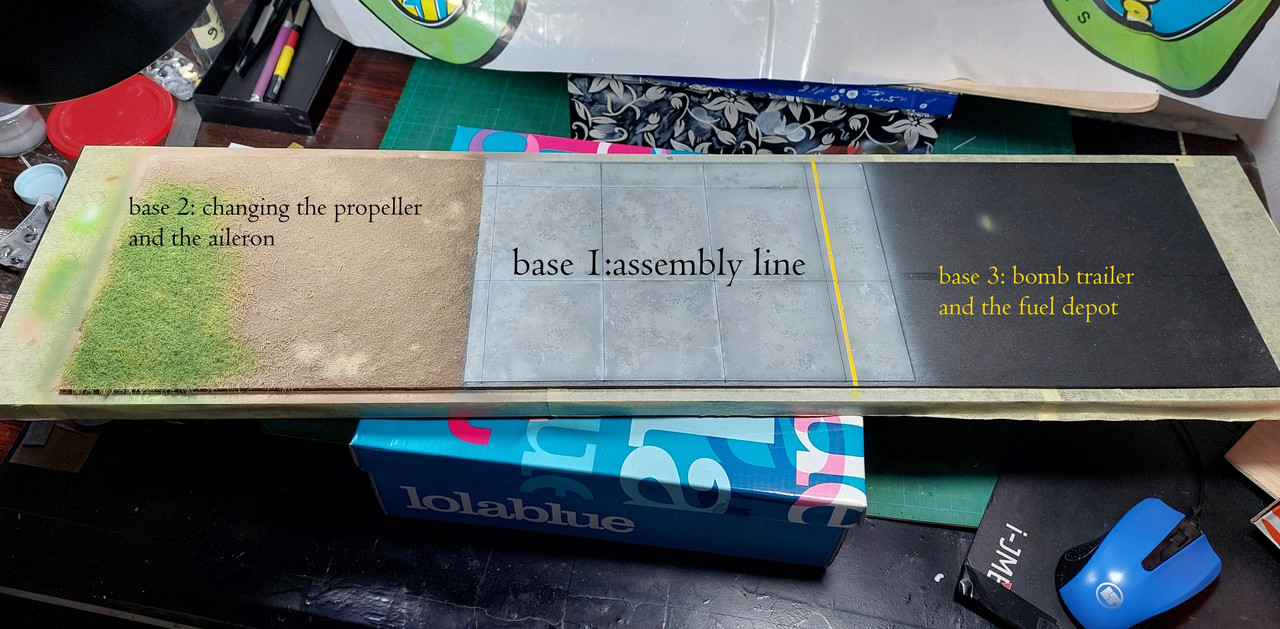 base 2: changing the propeller
and the aileron
base 1:assembly line
base 3: bomb trailer
and the fuel depot
lolablue
i-JME